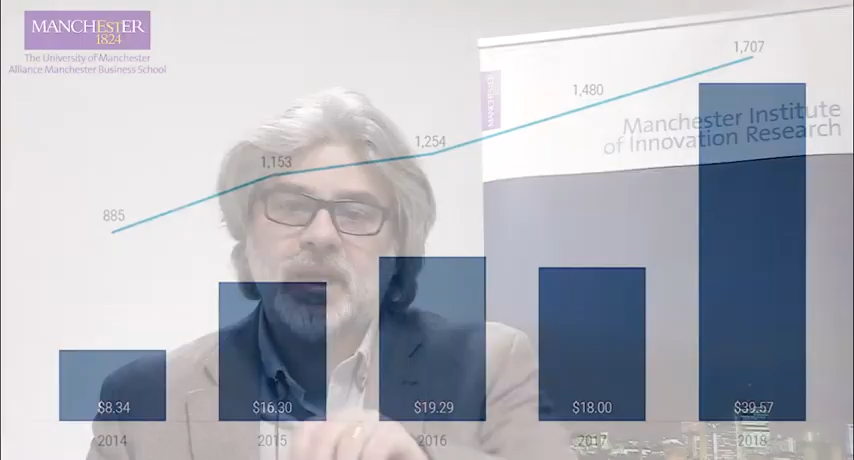 MANCHESTER
1824
The University of Manchester
Alliance Manchester Business School
MANCHESTER
Manchester Institute
of Innovation Research
1,707
1,480
1,254
1,153
885
$8.34
$16.30
$19.29
$18.00
$39.57
2014
2015
2016
2017
2018